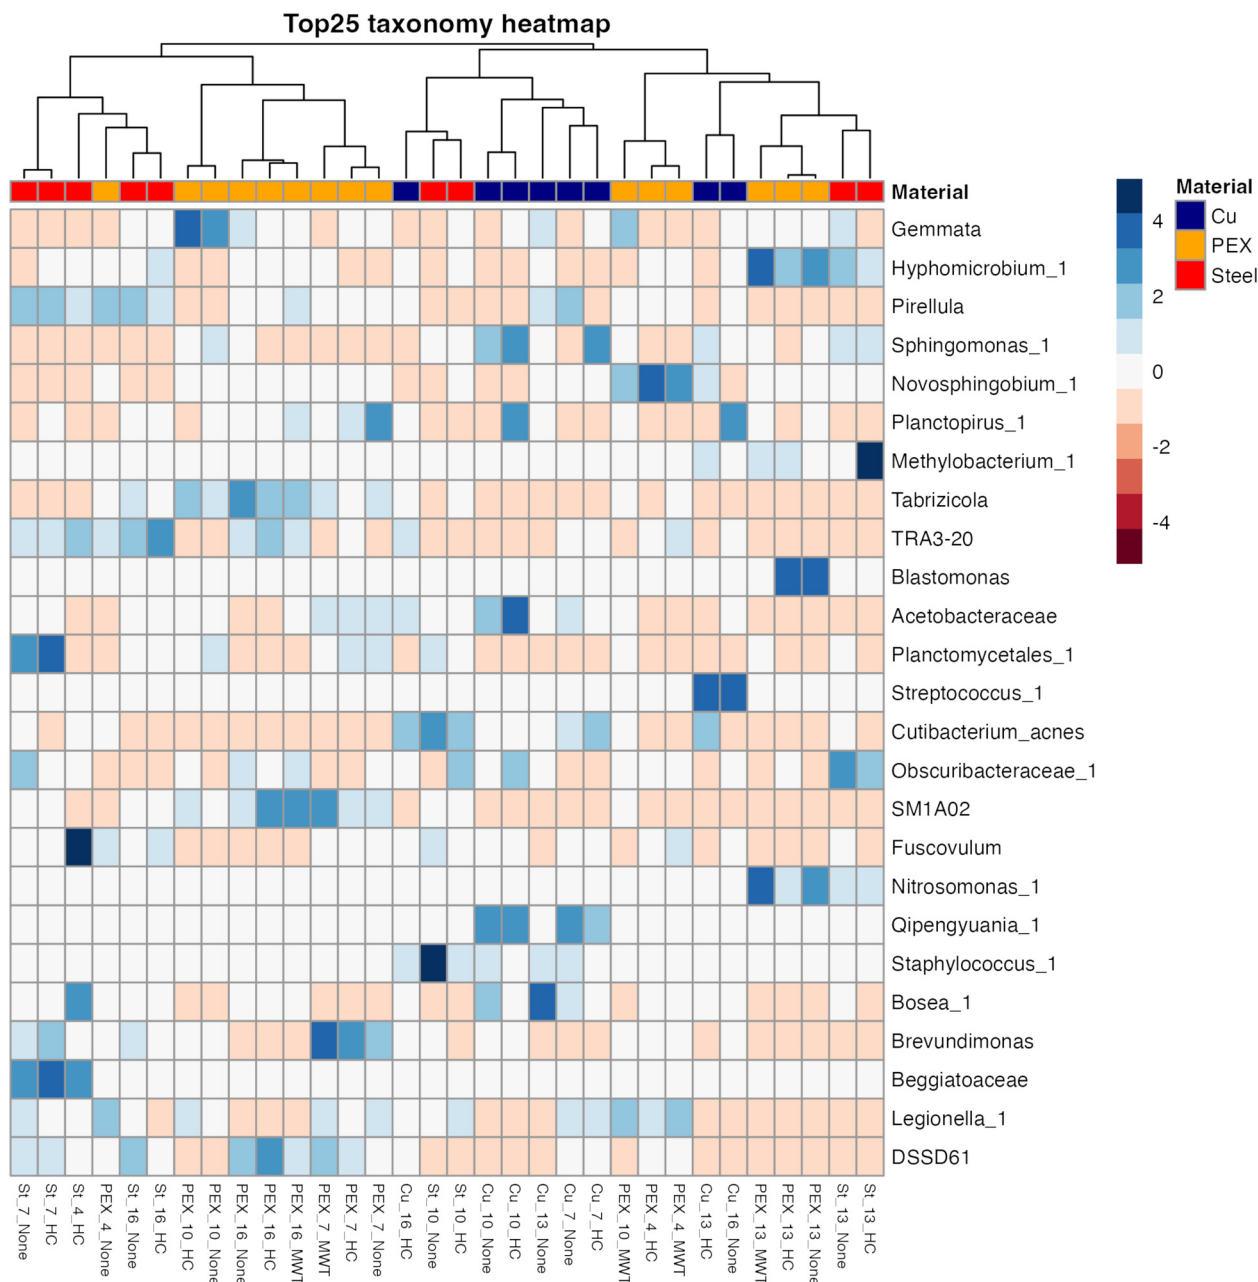 Top25 taxonomy heatmap
Material
Gemmata
Hyphomicrobium_1
Pirellula
Sphingomonas_1
Novosphingobium_1
Planctopirus_1
Methylobacterium_1
Tabrizicola
TRA3-20
Blastomonas
Acetobacteraceae
Planctomycetales_1
Streptococcus_1
Cutibacterium_acnes
Obscuribacteraceae_1
SM1A02
Fuscovulum
Nitrosomonas_1
Qipengyuania_1
Staphylococcus_1
Bosea_1
Brevundimonas
Beggiatoaceae
Legionella_1
DSSD61
4
2
0
-2
-4
Material
Cu
PEX
Steel
St_7_None
St_7_HC
St_4_HC
PEX_4_None
St_16_None
St_16_HC
PEX_10_HC
PEX_10_None
PEX_16_None
PEX_16_HC
PEX_16_MWT
PEX_7_MWT
PEX_7_HC
PEX_7_None
Cu_16_HC
St_10_None
St_10_HC
Cu_10_None
Cu_10_HC
Cu_13_None
Cu_7_None
Cu_7_HC
PEX_10_MWT
PEX_4_HC
PEX_4_MWT
Cu_13_HC
Cu_16_None
PEX_13_MWT
PEX_13_HC
PEX_13_None
St_13_None
St_13_HC